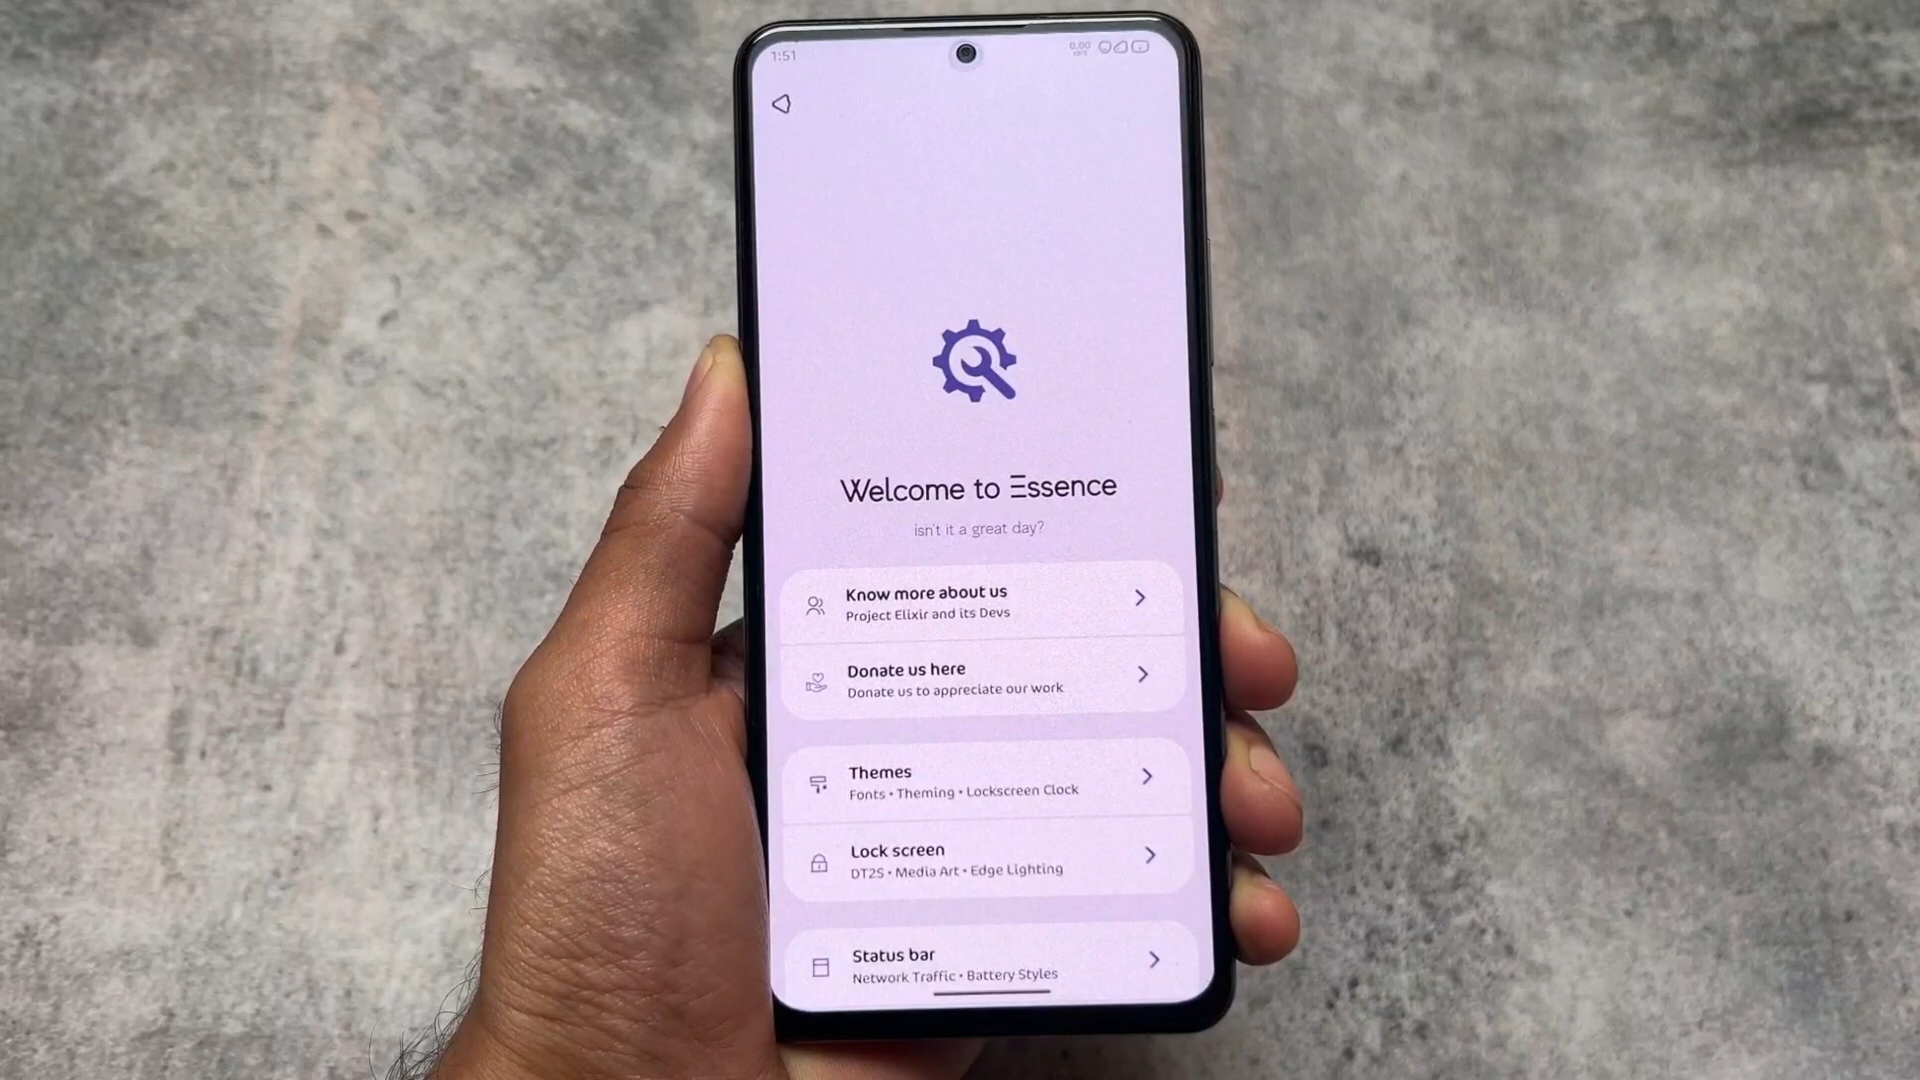 1:51
0.00
Welcome to Essence
isn't it a great day?
Know more about us
Project Elixir and its Devs
Donate us here
Donate us to appreciate our work
Themes
Fonts • Theming • Lockscreen Clock
Lock screen
DT2S • Media Art • Edge Lighting
Status bar
Network Traffic • Battery Styles